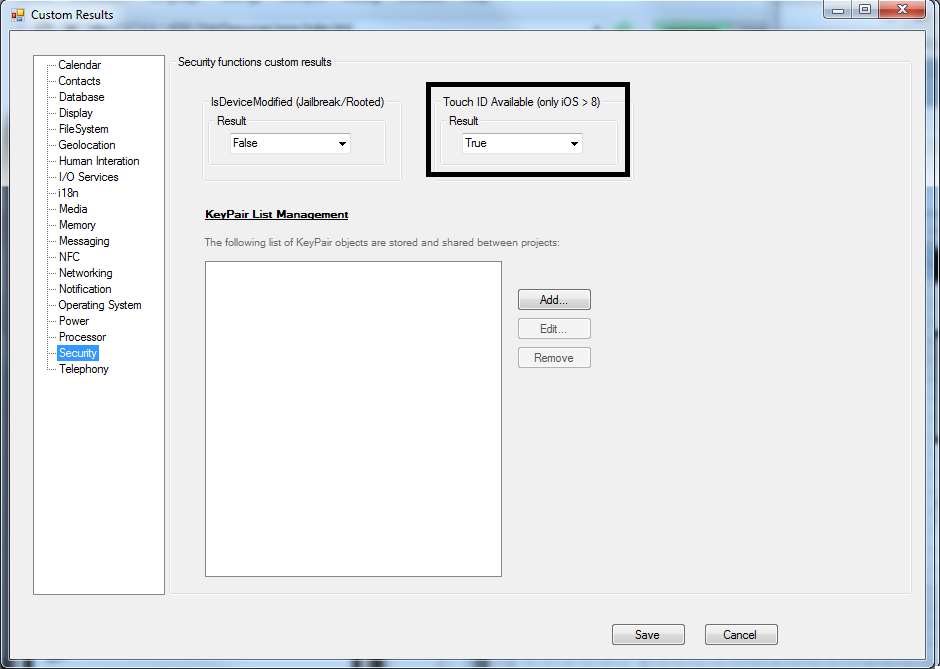 Custom Results
Calendar
Contacts
Database
Display
FileSystem
Geolocation
Human Interation
I/O Services
i18n
Media
Memory
Messaging
NFC
Networking
Notification
Operating System
Power
Processor
Security
Telephony
Security functions custom results
IsDeviceModified (Jailbreak/Rooted)
Result
False
Touch ID Available (only iOS > 8)
Result
True
KeyPair List Management
The following list of KeyPair objects are stored and shared between projects:
Add...
Edit...
Remove
Save
Cancel